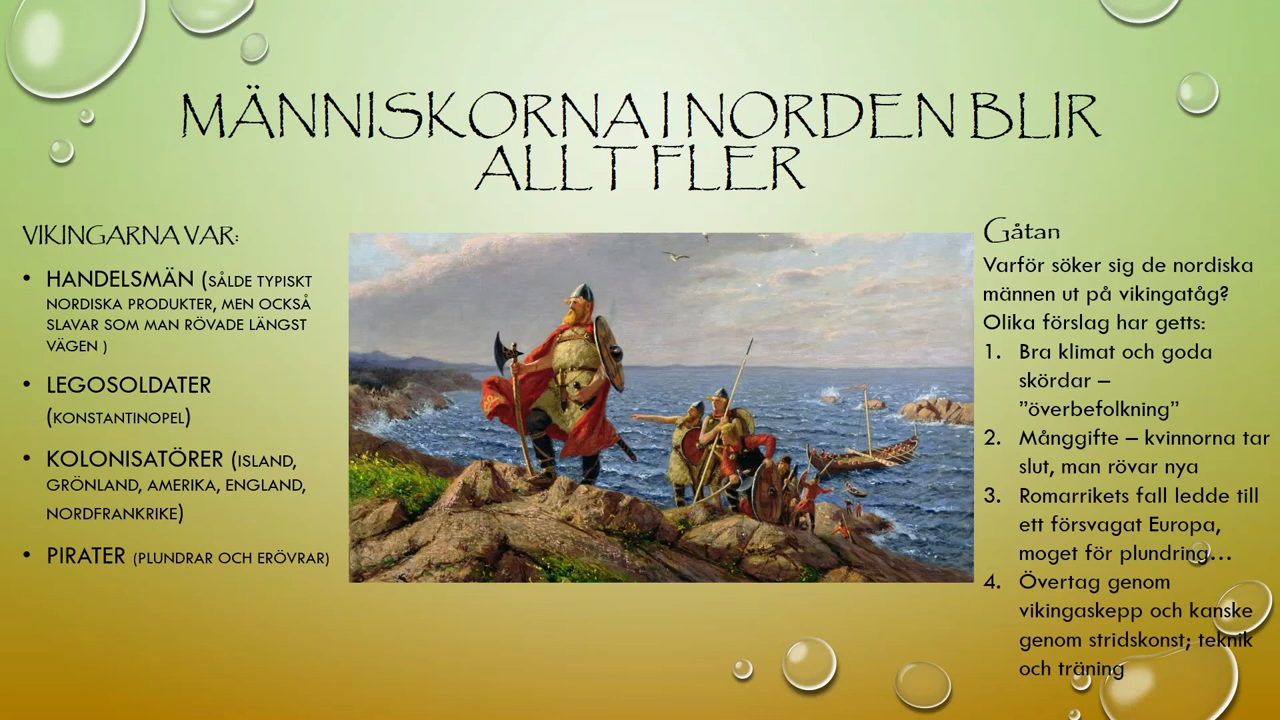 MÄNNISKORNA I NORDEN BLIR
ALLT FLER
VIKINGARNA VAR:
• HANDELSMÄN (SÅLDE TYPISKT
NORDISKA PRODUKTER, MEN OCKSÅ
SLAVAR SOM MAN RÖVADE LÄNGST
VÄGEN )
• LEGOSOLDATER
(KONSTANTINOPEL)
• KOLONISATÖRER (ISLAND,
GRÖNLAND, AMERIKA, ENGLAND,
NORDFRANKRIKE)
• PIRATER (PLUNDRAR OCH ERÖVRAR)
Gåtan
Varför söker sig de nordiska
männen ut på vikingatåg?
Olika förslag har getts:
1. Bra klimat och goda
skördar –
”överbefolkning”
2. Månggifte – kvinnorna tar
slut, man rövar nya
3. Romarrikets fall ledde till
ett försvagat Europa,
moget för plundring…
4. Övertag genom
vikingaskepp och kanske
genom stridskonst; teknik
och träning